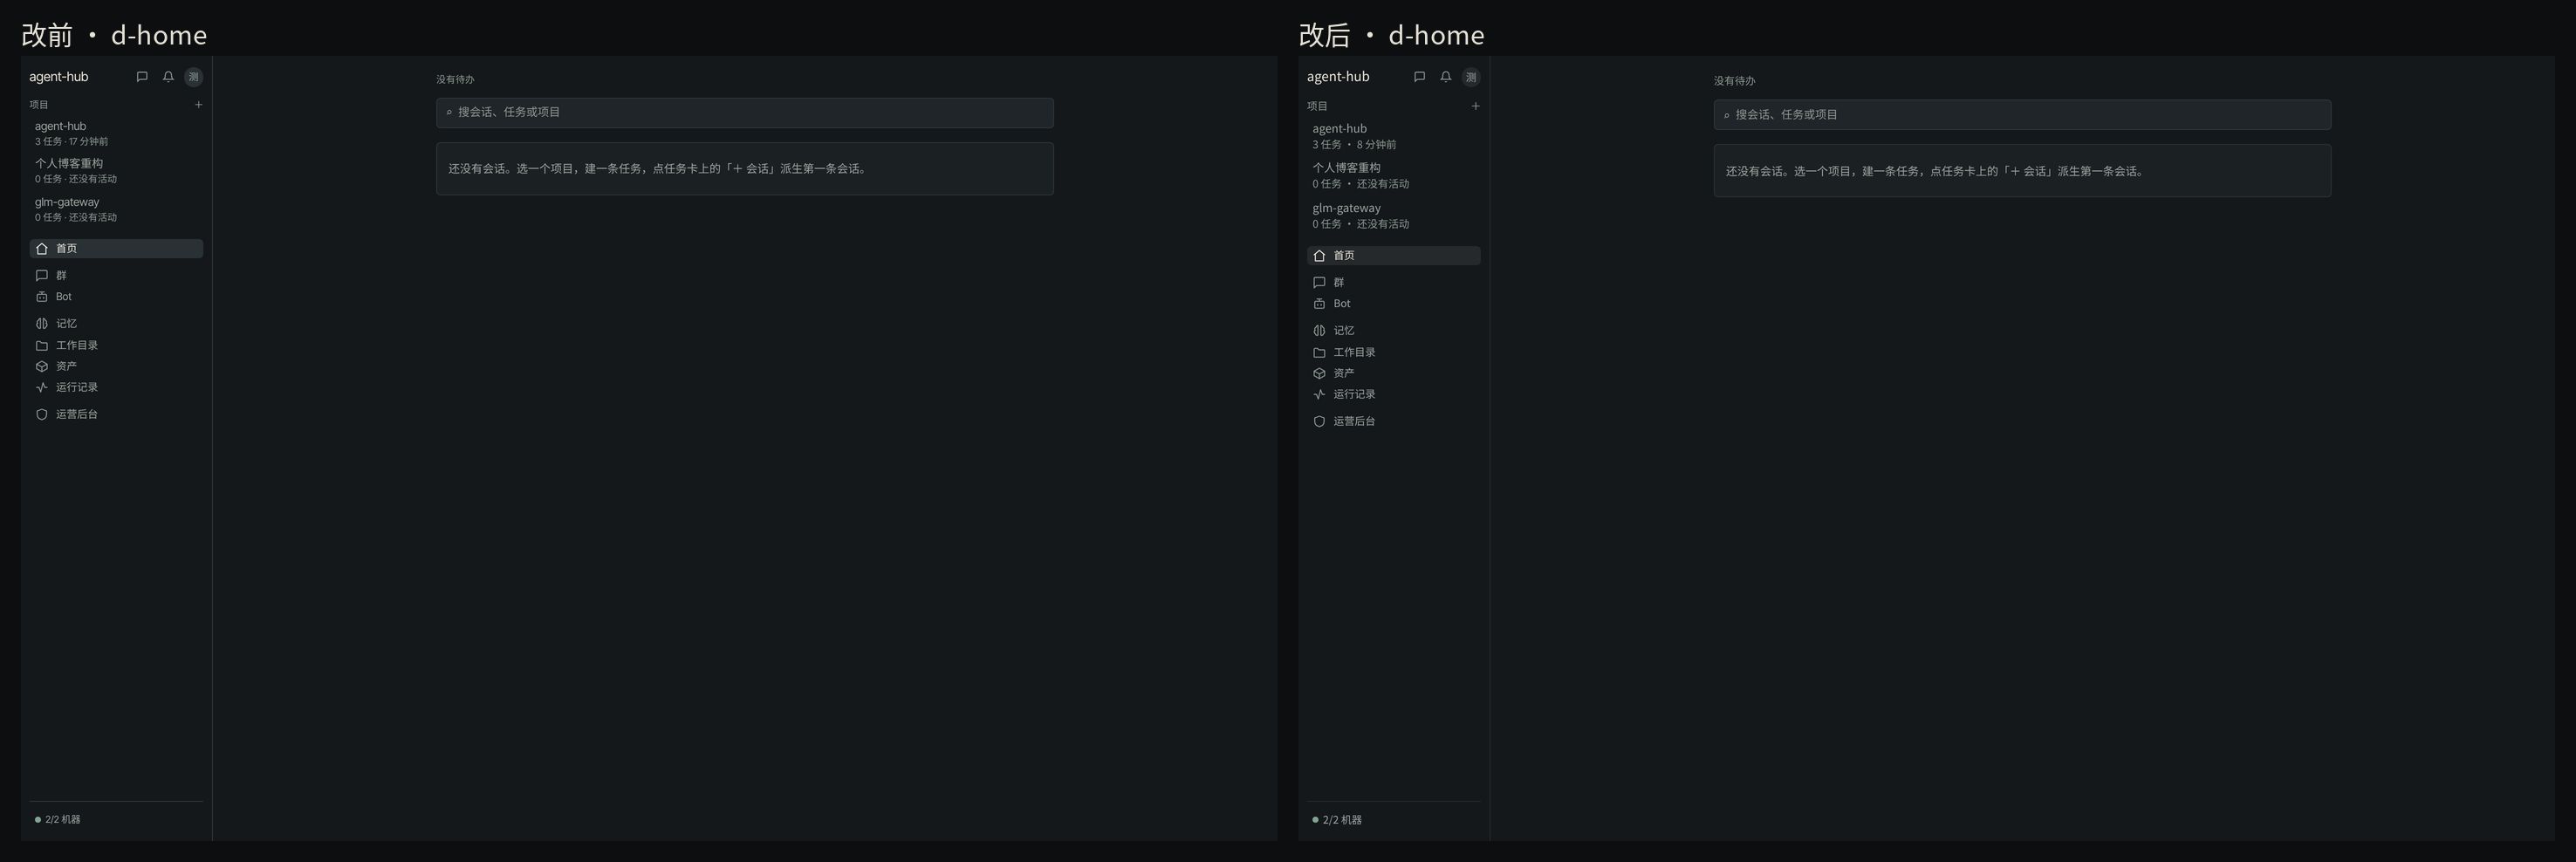 改前 · d-home
agent-hub
测
项目
+
agent-hub
3 任务 · 17 分钟前
个人博客重构
0 任务 · 还没有活动
glm-gateway
0 任务 · 还没有活动
首页
群
Bot
记忆
工作目录
资产
运行记录
运营后台
2/2 机器
没有待办
搜会话、任务或项目
还没有会话。选一个项目，建一条任务，点任务卡上的「＋ 会话」派生第一条会话。
改后 · d-home
agent-hub
测
项目
+
agent-hub
3 任务 · 8 分钟前
个人博客重构
0 任务 · 还没有活动
glm-gateway
0 任务 · 还没有活动
首页
群
Bot
记忆
工作目录
资产
运行记录
运营后台
2/2 机器
没有待办
搜会话、任务或项目
还没有会话。选一个项目，建一条任务，点任务卡上的「＋ 会话」派生第一条会话。